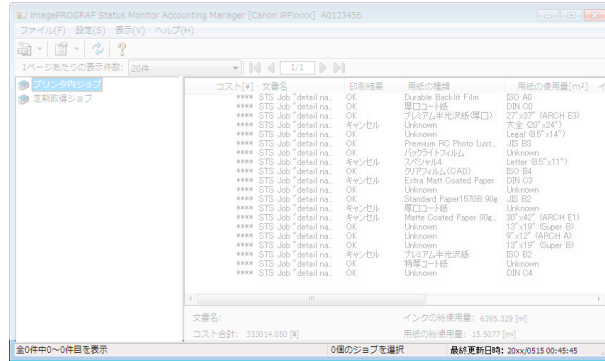 imagePROGRAF Status Monitor Accounting Manager [Canon iPFxxxx] A0123456
ファイル(F) 設定(S) 表示(V) ヘルプ(H)
1ページあたりの表示件数: 20件 1/1
プリンタ内ジョブ
定期取得ジョブ
コスト[¥] 文書名 印刷結果 用紙の種類 用紙の使用量[m²] イ
**** STS Job "detail na... OK Durable Backlit Film ISO A0
**** STS Job "detail na... OK 厚口コート紙 DIN C0
**** STS Job "detail na... OK プレミアム半光沢紙(厚口) 27"x37" (ARCH E3)
**** STS Job "detail na... キャンセル Unknown 大全 (20"x24")
**** STS Job "detail na... OK Unknown Legal (8.5"x14")
**** STS Job "detail na... OK Premium RC Photo Lust... JIS B3
**** STS Job "detail na... OK バックライトフィルム Unknown
**** STS Job "detail na... キャンセル スペシャル4 Letter (8.5"x11")
**** STS Job "detail na... OK クリアフィルム(CAD) ISO B4
**** STS Job "detail na... キャンセル Extra Matt Coated Paper DIN C3
**** STS Job "detail na... OK Unknown Unknown
**** STS Job "detail na... OK Standard Paper1570B 90g JIS B2
**** STS Job "detail na... キャンセル 厚口コート紙 Unknown
**** STS Job "detail na... キャンセル Matte Coated Paper 90g... 30"x42" (ARCH E1)
**** STS Job "detail na... OK Unknown 13"x19" (Super B)
**** STS Job "detail na... OK Unknown 9"x12" (ARCH A)
**** STS Job "detail na... OK Unknown 13"x19" (Super B)
**** STS Job "detail na... キャンセル プレミアム半光沢紙 ISO B2
**** STS Job "detail na... OK 特厚コート紙 Unknown
**** STS Job "detail na... OK Unknown DIN C4
文書名: インクの総使用量: 6395.329 [ml]
コスト合計: 333014.050 [¥] 用紙の総使用量: 15.5077 [m²]
全0件中0～0件目を表示 0個のジョブを選択 最終更新日時: 20xx/0515 00:45:45